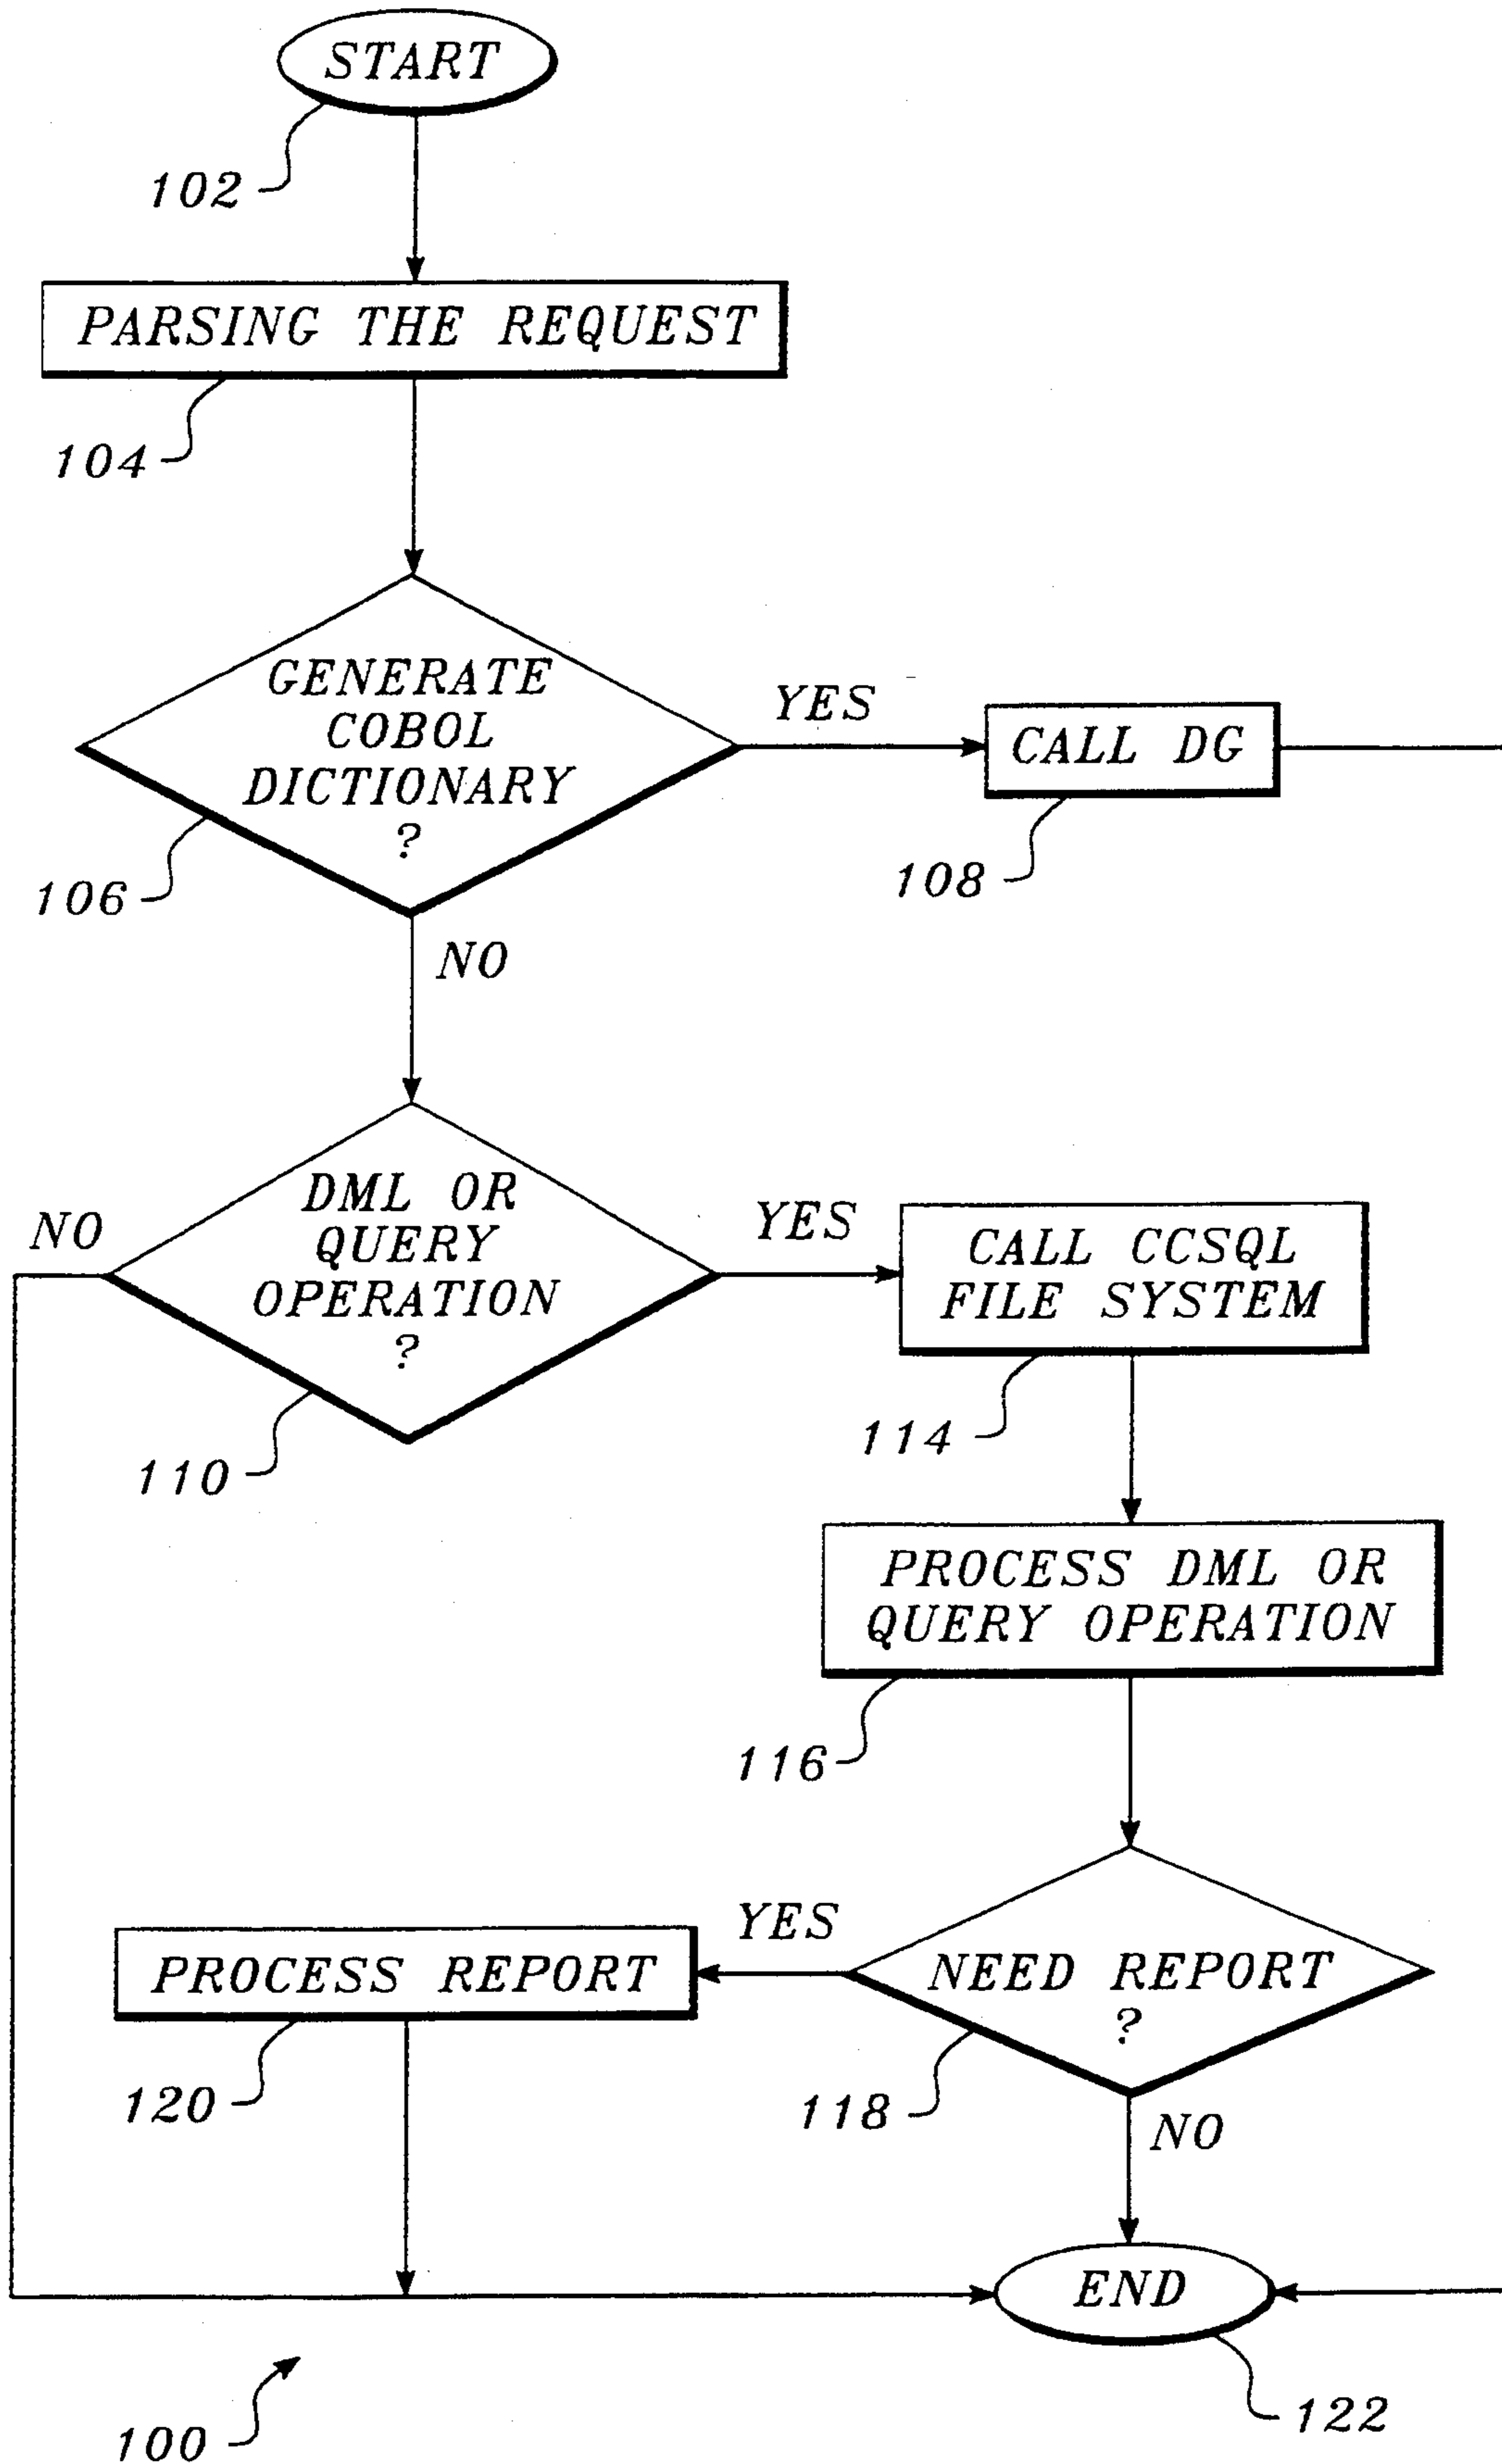 START
102
PARSING THE REQUEST
104
GENERATE
COBOL
DICTIONARY
?
YES
CALL DG
106
108
NO
DML OR
QUERY
OPERATION
?
NO
YES
CALL CCSQL
FILE SYSTEM
110
114
PROCESS DML OR
QUERY OPERATION
116
YES
PROCESS REPORT
NEED REPORT
?
120
118
NO
END
122
100